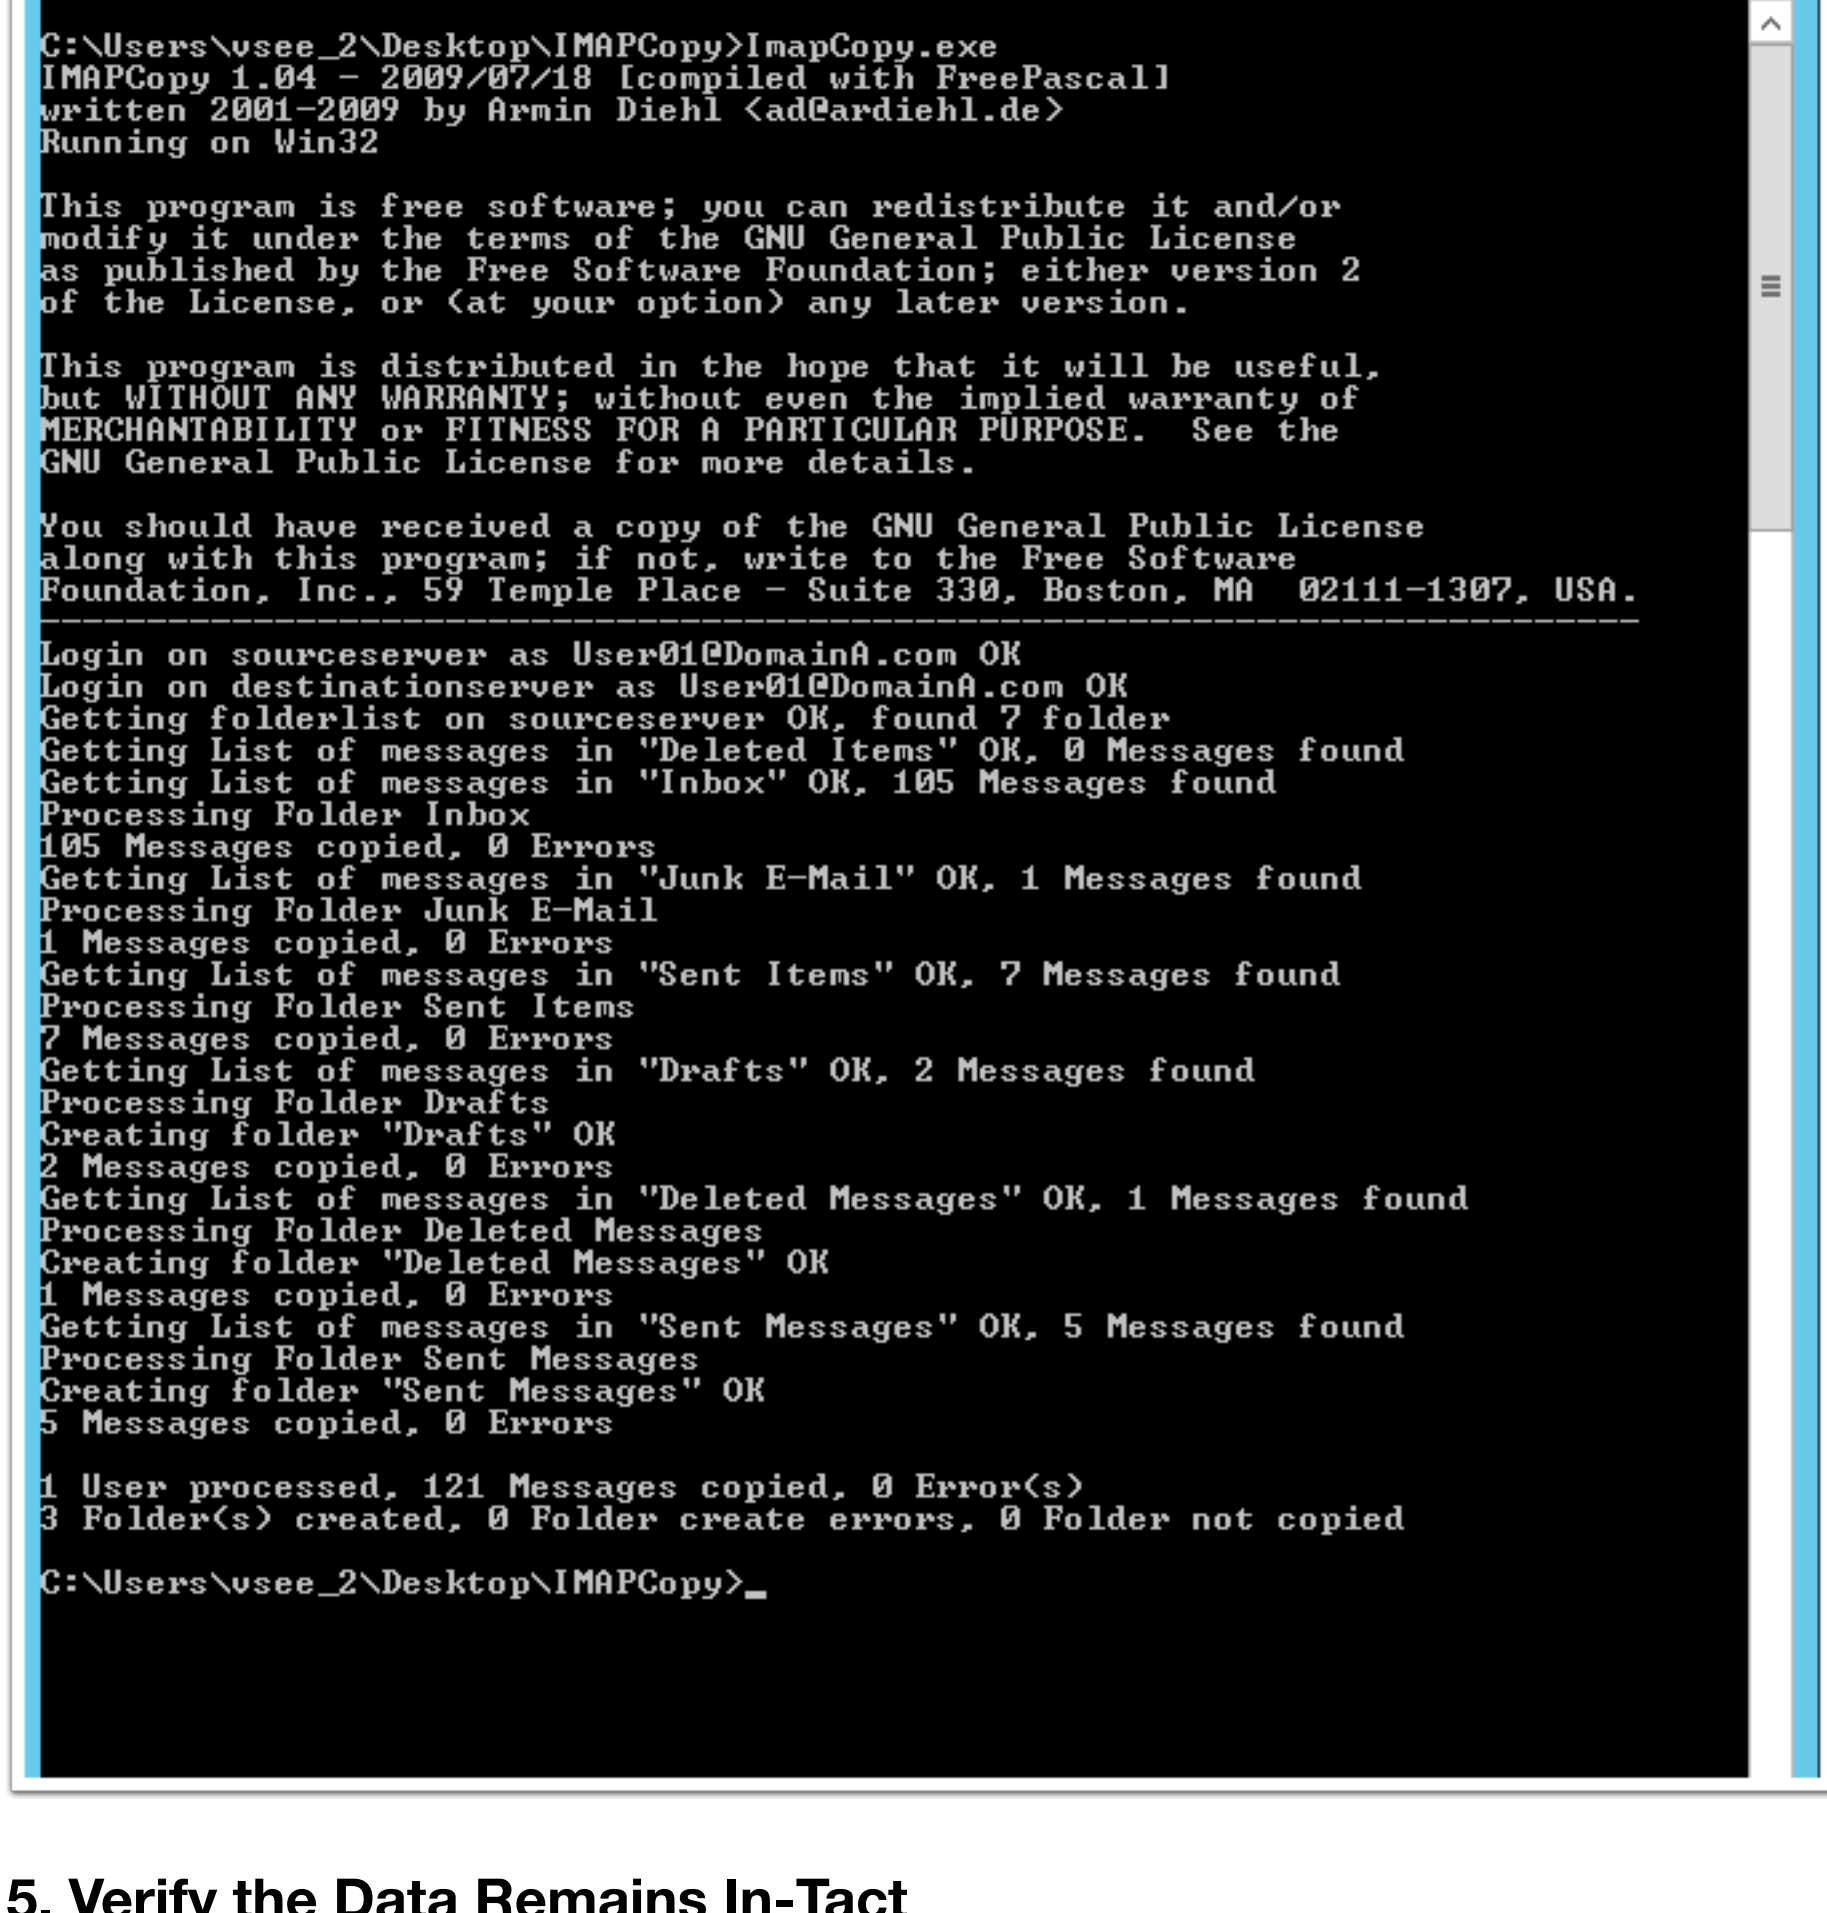 C:\Users\vsee_2\Desktop\IMAPCopy>ImapCopy.exe
IMAPCopy 1.04 - 2009/07/18 [compiled with FreePascal]
written 2001-2009 by Armin Diehl <ad@ardiehl.de>
Running on Win32
This program is free software; you can redistribute it and/or
modify it under the terms of the GNU General Public License
as published by the Free Software Foundation; either version 2
of the License, or (at your option) any later version.
This program is distributed in the hope that it will be useful,
but WITHOUT ANY WARRANTY; without even the implied warranty of
MERCHANTABILITY or FITNESS FOR A PARTICULAR PURPOSE.  See the
GNU General Public License for more details.
You should have received a copy of the GNU General Public License
along with this program; if not, write to the Free Software
Foundation, Inc., 59 Temple Place - Suite 330, Boston, MA  02111-1307, USA.
---------------------------------------------------------------------------
Login on sourceserver as User01@DomainA.com OK
Login on destinationserver as User01@DomainA.com OK
Getting folderlist on sourceserver OK, found 7 folder
Getting List of messages in "Deleted Items" OK, 0 Messages found
Getting List of messages in "Inbox" OK, 105 Messages found
Processing Folder Inbox
105 Messages copied, 0 Errors
Getting List of messages in "Junk E-Mail" OK, 1 Messages found
Processing Folder Junk E-Mail
1 Messages copied, 0 Errors
Getting List of messages in "Sent Items" OK, 7 Messages found
Processing Folder Sent Items
7 Messages copied, 0 Errors
Getting List of messages in "Drafts" OK, 2 Messages found
Processing Folder Drafts
Creating folder "Drafts" OK
2 Messages copied, 0 Errors
Getting List of messages in "Deleted Messages" OK, 1 Messages found
Processing Folder Deleted Messages
Creating folder "Deleted Messages" OK
1 Messages copied, 0 Errors
Getting List of messages in "Sent Messages" OK, 5 Messages found
Processing Folder Sent Messages
Creating folder "Sent Messages" OK
5 Messages copied, 0 Errors
1 User processed, 121 Messages copied, 0 Error(s)
3 Folder(s) created, 0 Folder create errors, 0 Folder not copied
C:\Users\vsee_2\Desktop\IMAPCopy>_
5. Verify the Data Remains In-Tact